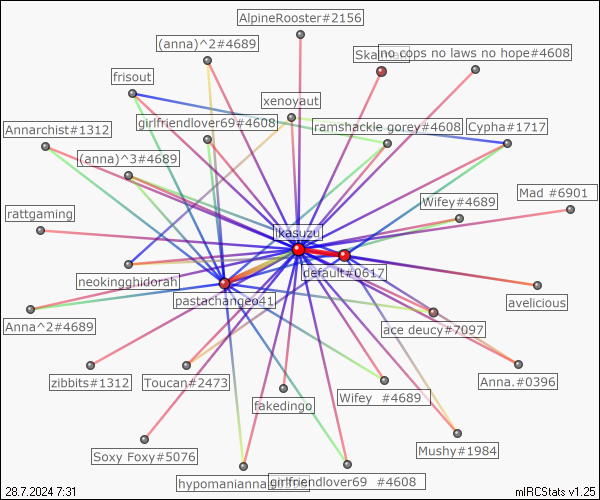 AlpineRooster#2156
(anna)^2#4689
no cops no laws no hope#4608
frisout
xenoyaut
girlfriendlover69#4608
ramshackle gorey#4608
Cypha#1717
Annarchist#1312
(anna)^3#4689
Mad #6901
Wifey#4689
rattgaming
ikasuzu
default#0617
neokingghidorah
pastachange041
avelicious
Anna^2#4689
ace deucy#7097
zibbits#1312
Toucan#2473
Anna.#0396
Wifey #4689
fakedingo
Mushy#1984
Soxy Foxy#5076
girlfriendlover69 #4608
28.7.2024 7:31
mIRCStats v1.25